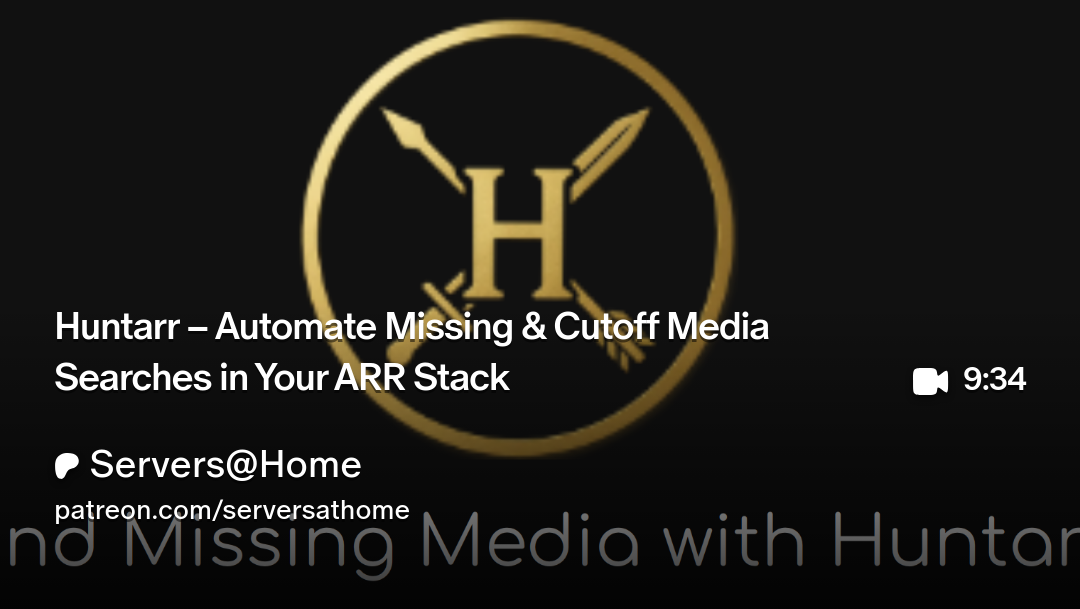 H
Huntarr – Automate Missing & Cutoff Media
Searches in Your ARR Stack
9:34
Servers@Home
patreon.com/serversathome
nd Missing Media with Huntar